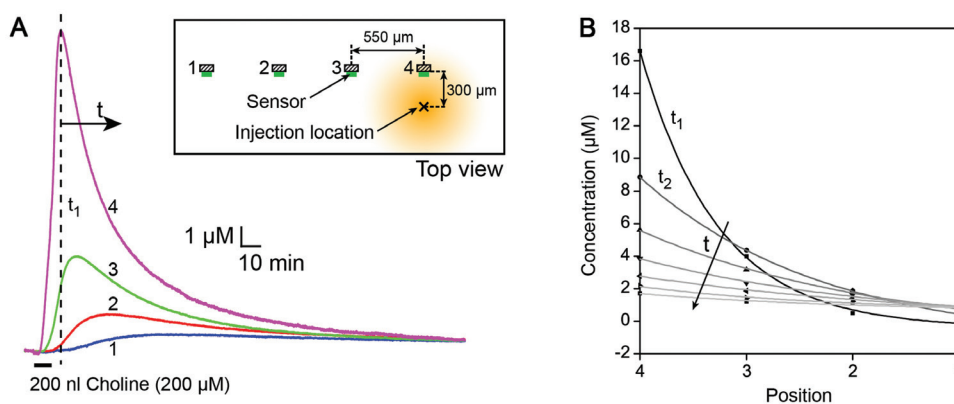 A
t
t1
4
3
2
1
200 nl Choline (200 µM)
1 µM
10 min
550 µm
1
2
3
4
300 µm
Sensor
Injection location
Top view
B
Concentration (µM)
18
16
14
12
10
8
6
4
2
0
-2
t1
t2
t
4
3
2
Position